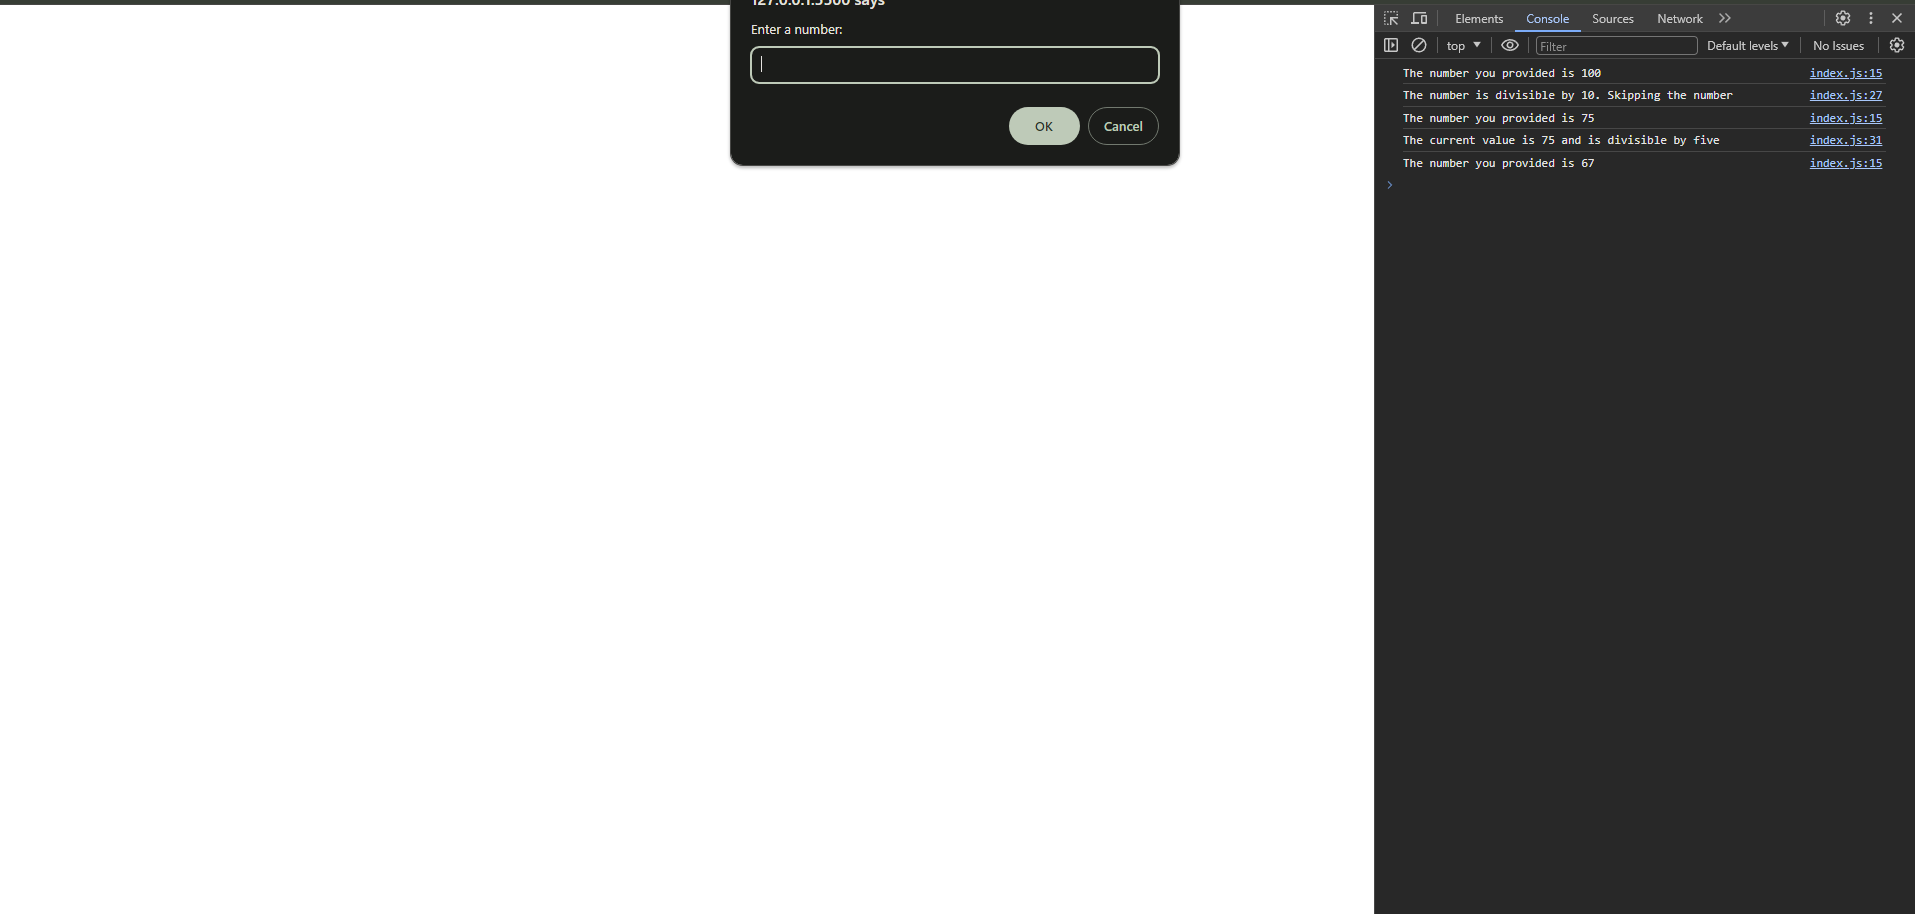 127.0.0.1:5500 says
Enter a number:
OK Cancel
Elements Console Sources Network
top Filter Default levels No Issues
The number you provided is 100 index.js:15
The number is divisible by 10. Skipping the number index.js:27
The number you provided is 75 index.js:15
The current value is 75 and is divisible by five index.js:31
The number you provided is 67 index.js:15